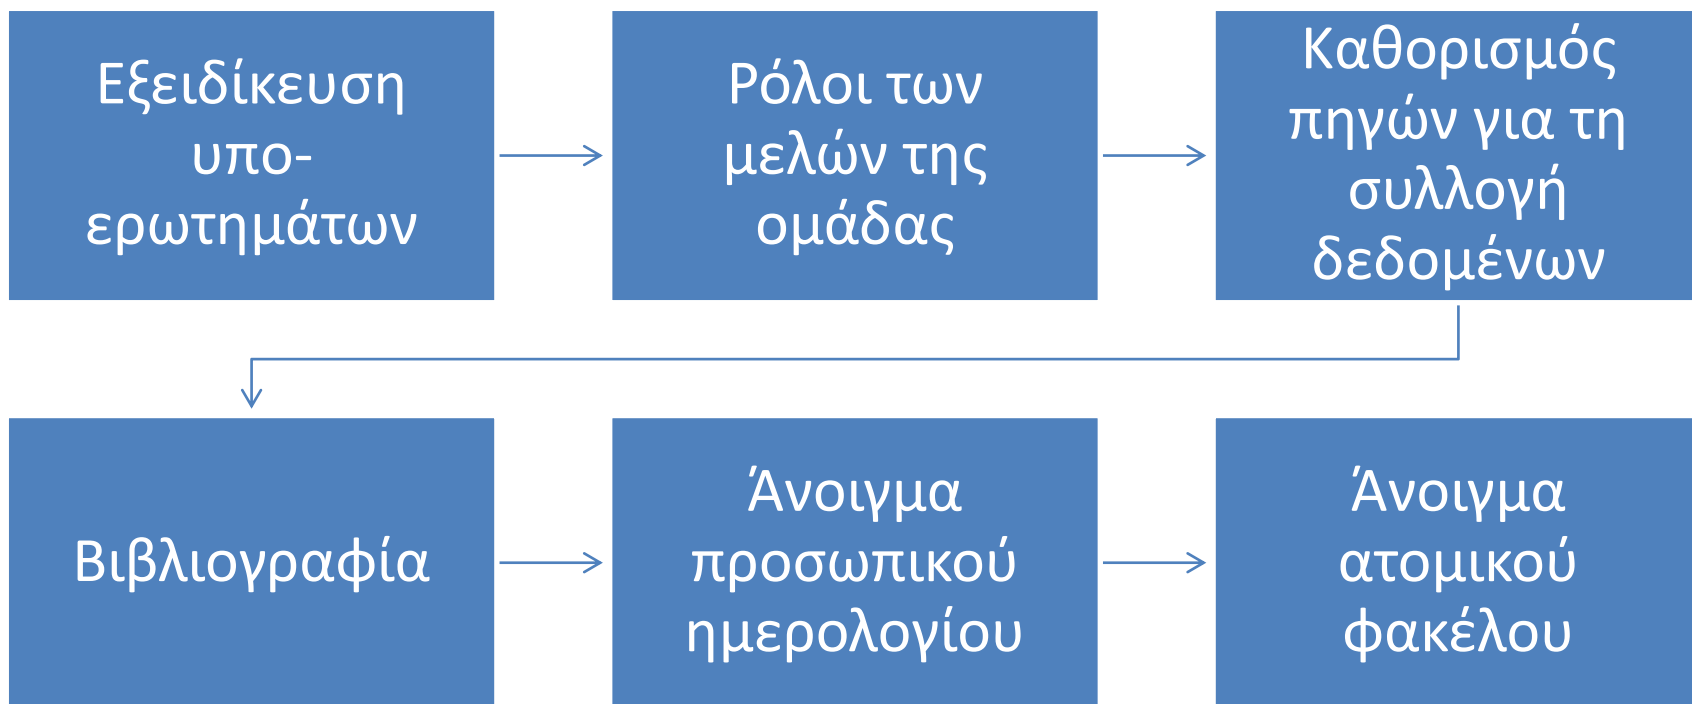 Εξειδίκευση
υπο-
ερωτημάτων
Ρόλοι των
μελών της
ομάδας
Καθορισμός
πηγών για τη
συλλογή
δεδομένων
Βιβλιογραφία
Άνοιγμα
προσωπικού
ημερολογίου
Άνοιγμα
ατομικού
φακέλου